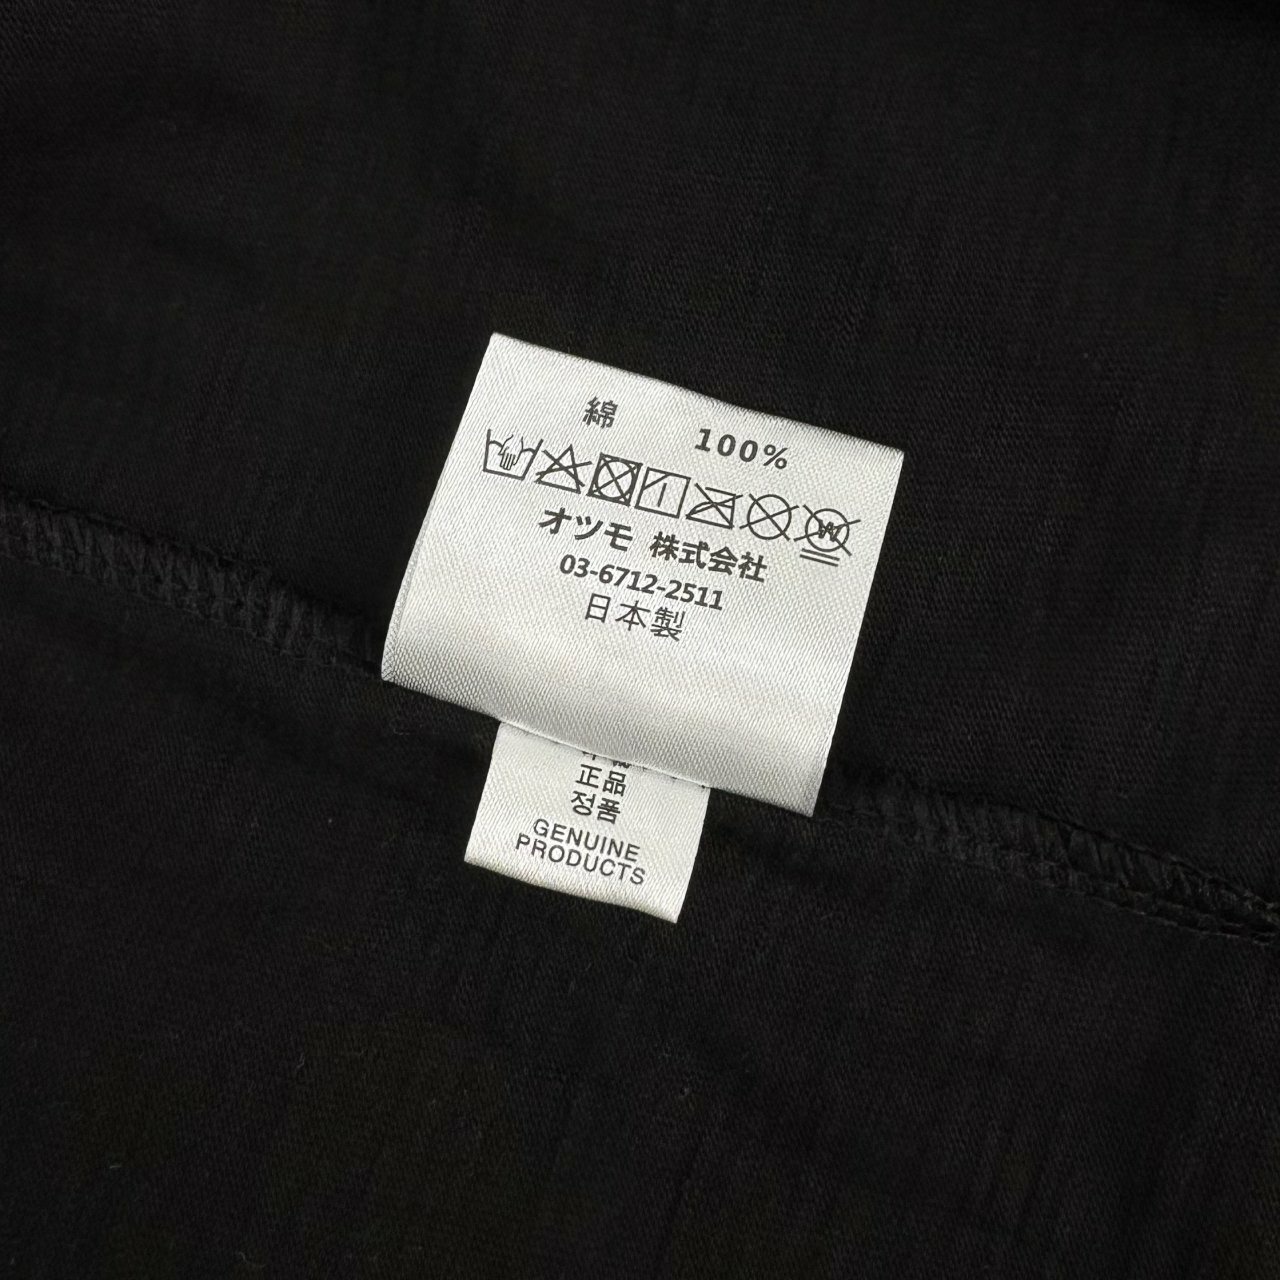 綿 100%
オツモ 株式会社
03-6712-2511
日本製
正品
정품
GENUINE
PRODUCTS